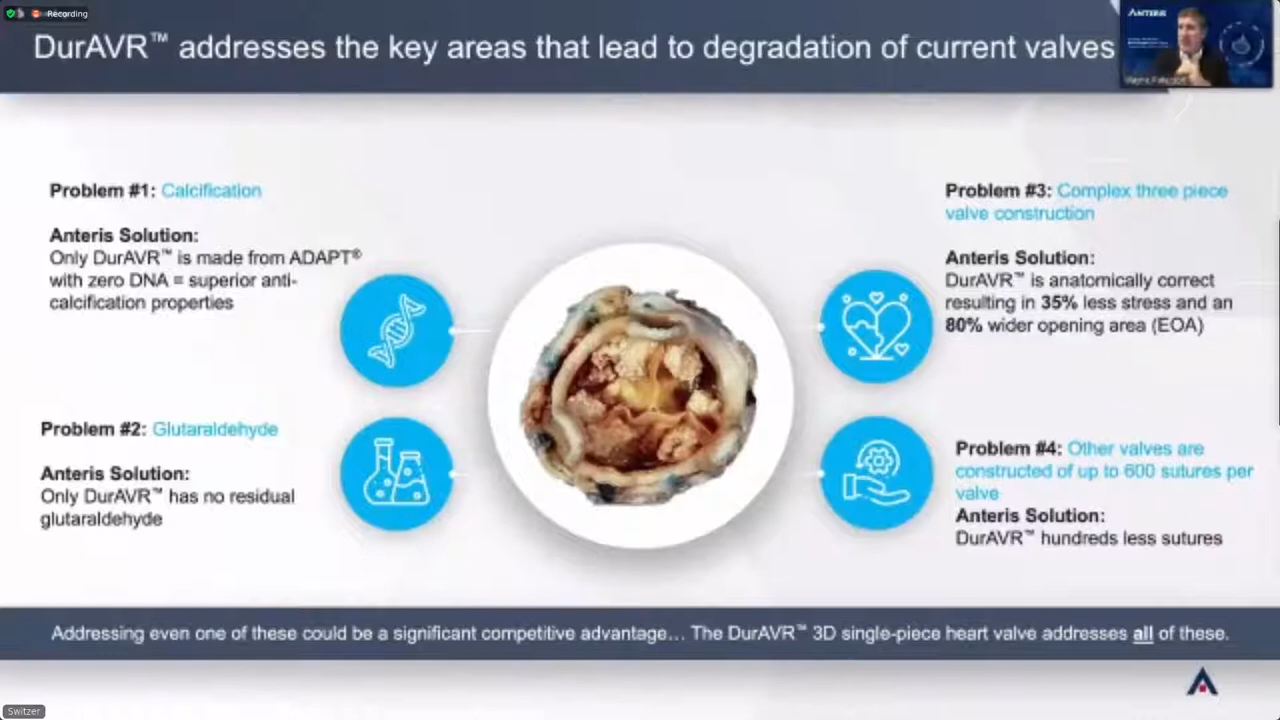 Recording
DurAVR™ addresses the key areas that lead to degradation of current valves
ANTERIS
Problem #1: Calcification
Anteris Solution:
Only DurAVR™ is made from ADAPT®
with zero DNA = superior anti-
calcification properties
Problem #2: Glutaraldehyde
Anteris Solution:
Only DurAVR™ has no residual
glutaraldehyde
Problem #3: Complex three piece
valve construction
Anteris Solution:
DurAVR™ is anatomically correct
resulting in 35% less stress and an
80% wider opening area (EOA)
Problem #4: Other valves are
constructed of up to 600 sutures per
valve
Anteris Solution:
DurAVR™ hundreds less sutures
Addressing even one of these could be a significant competitive advantage... The DurAVR™ 3D single-piece heart valve addresses all of these.
Switzer